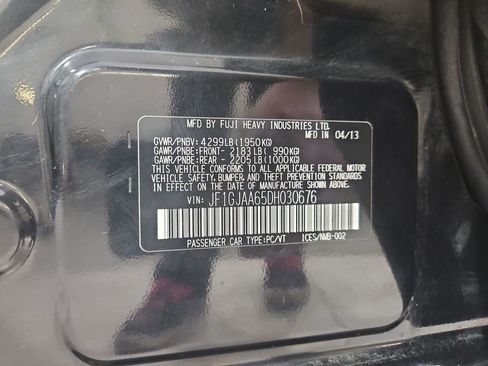 MFD BY FUJI HEAVY INDUSTRIES LTD.
MFD IN 04/13
GVWR/PNBV: 4299LB(1950KG)
GAWR/PNBE:FRONT- 2183LB( 990KG)
GAWR/PNBE:REAR - 2205LB(1000KG)
THIS VEHICLE CONFORMS TO ALL
APPLICABLE U.S. FEDERAL MOTOR
VEHICLE SAFETY, BUMPER, AND THEFT
PREVENTION STANDARDS IN EFFECT
ON THE DATE OF MANUFACTURE
SHOWN ABOVE.
VIN: JF1GJAA65DH030676
PASSENGER CAR TYPE:PC/VT ICES/NMB-002